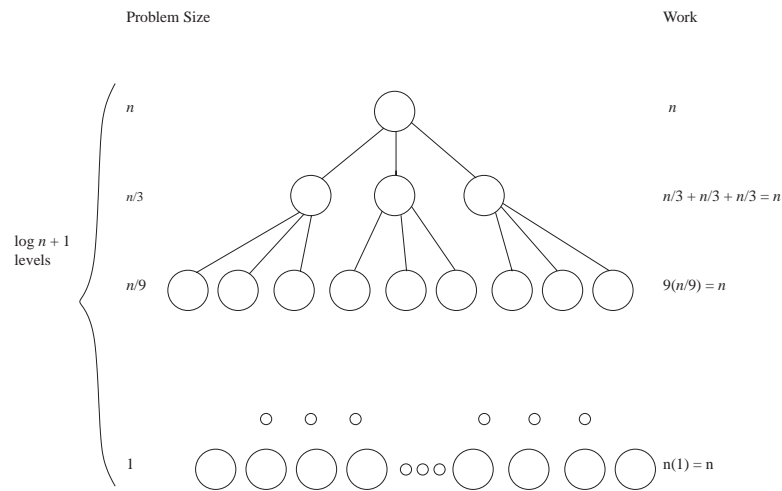 Problem Size Work
n n
n/3 n/3 + n/3 + n/3 = n
log n + 1
levels
n/9 9(n/9) = n
1 n(1) = n